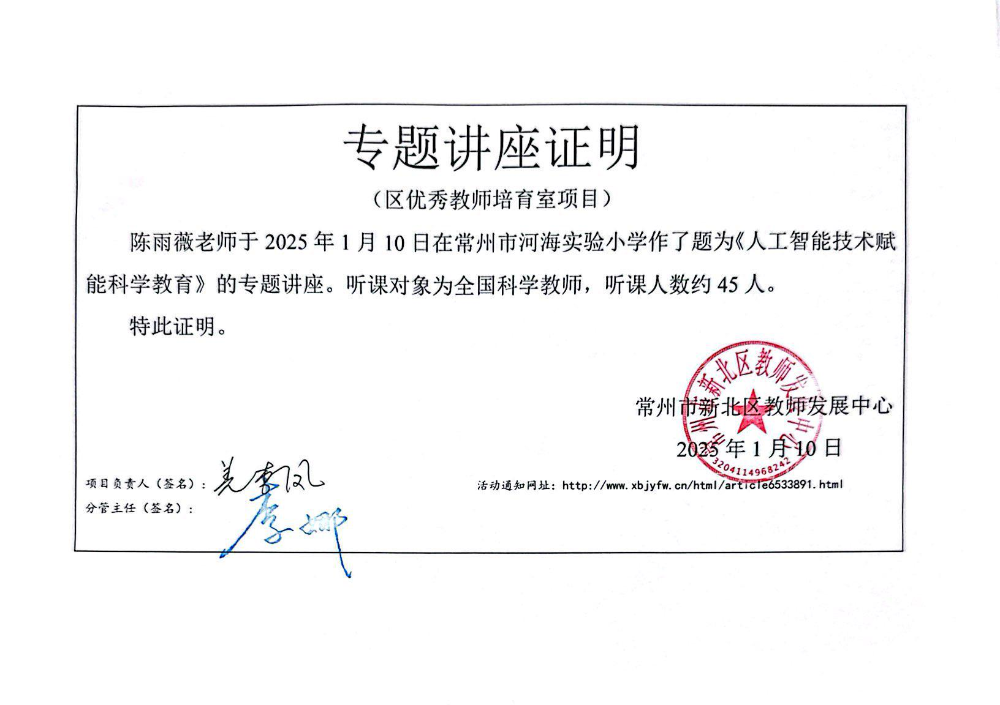 专题讲座证明
（区优秀教师培育室项目）
陈雨薇老师于 2025 年 1 月 10 日在常州市河海实验小学作了题为《人工智能技术赋
能科学教育》的专题讲座。听课对象为全国科学教师，听课人数约 45 人。
特此证明。
常州市新北区教师发展中心
常州市新北区教师发展中心
2025 年 1 月 10 日
3204114968242
项目负责人（签名）：
活动通知网址：http://www.xbjyfw.cn/html/article6533891.html
分管主任（签名）：
李娜